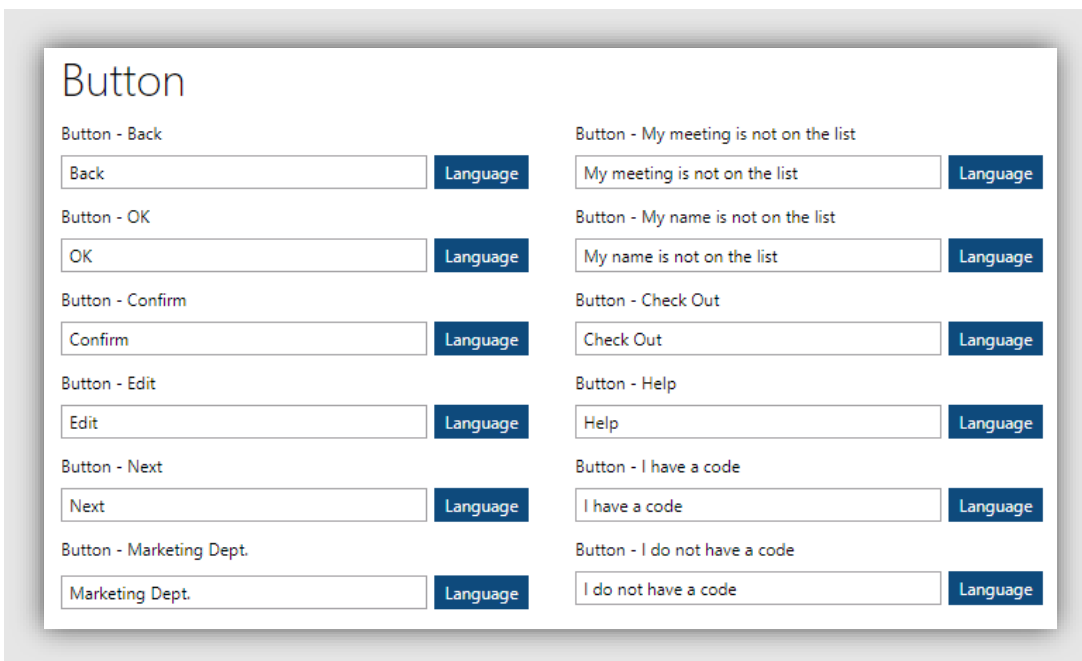 Button
Button - Back
Back
Language
Button - OK
OK
Language
Button - Confirm
Confirm
Language
Button - Edit
Edit
Language
Button - Next
Next
Language
Button - Marketing Dept.
Marketing Dept.
Language
Button - My meeting is not on the list
My meeting is not on the list
Language
Button - My name is not on the list
My name is not on the list
Language
Button - Check Out
Check Out
Language
Button - Help
Help
Language
Button - I have a code
I have a code
Language
Button - I do not have a code
I do not have a code
Language